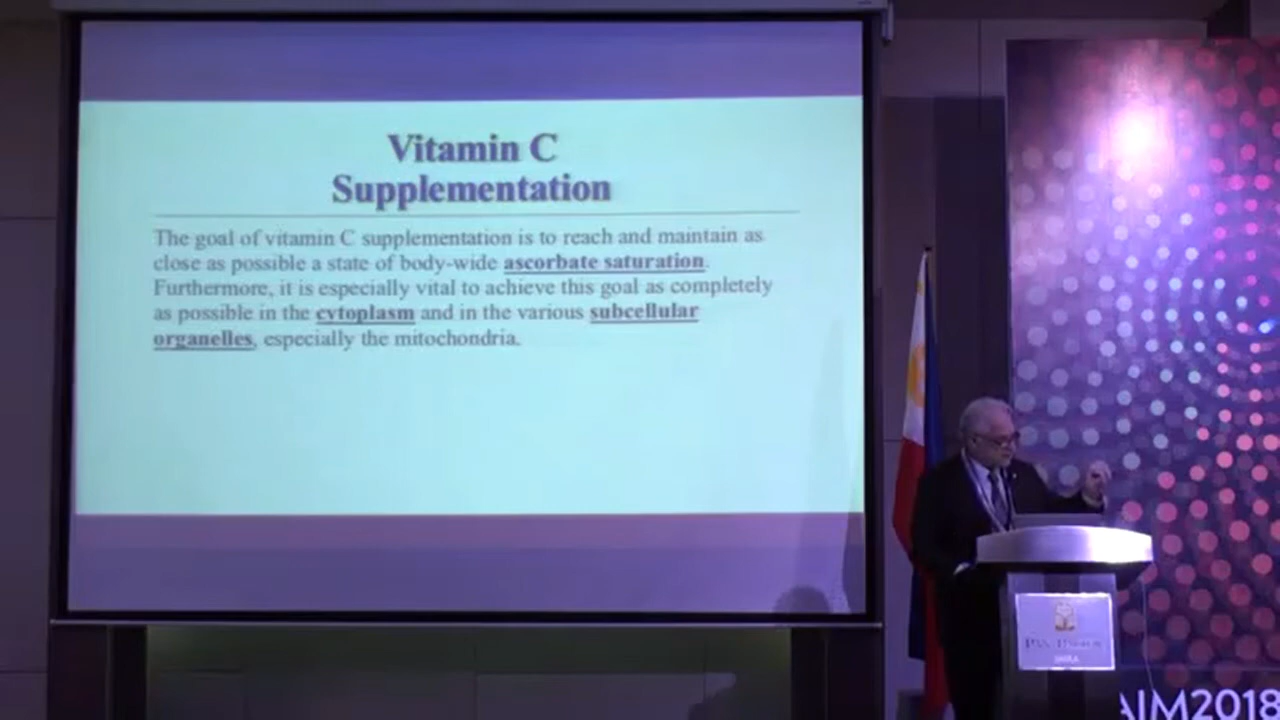 Vitamin C
Supplementation
The goal of vitamin C supplementation is to reach and maintain as
close as possible a state of body-wide ascorbate saturation.
Furthermore, it is especially vital to achieve this goal as completely
as possible in the cytoplasm and in the various subcellular
organelles, especially the mitochondria.
AIM2018